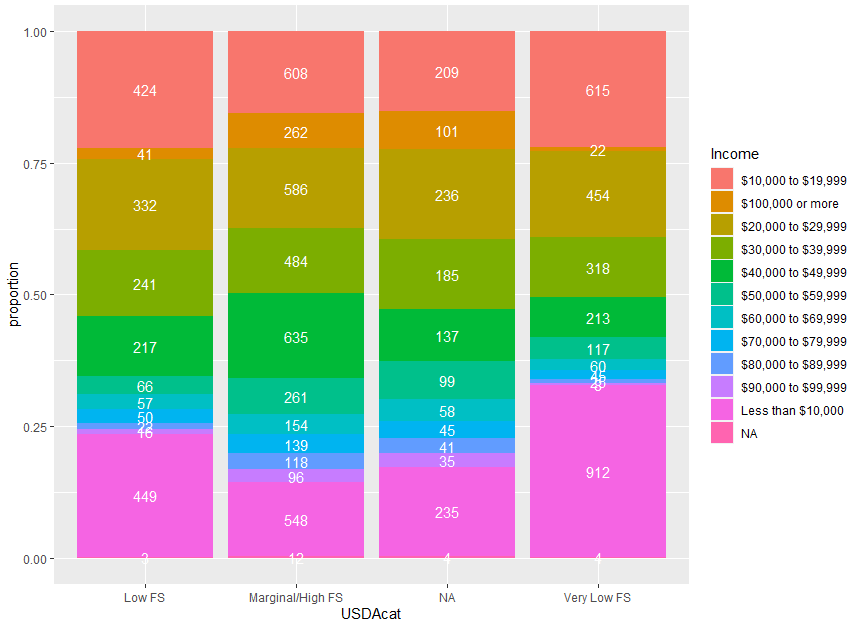 1.00
0.75
0.50
0.25
0.00
proportion
424
41
332
241
217
66
57
50
16
449
608
262
586
484
635
261
154
139
118
96
548
12
209
101
236
185
137
99
58
45
41
35
235
4
615
22
454
318
213
117
60
912
4
Low FS
Marginal/High FS
NA
Very Low FS
USDAcat
Income
$10,000 to $19,999
$100,000 or more
$20,000 to $29,999
$30,000 to $39,999
$40,000 to $49,999
$50,000 to $59,999
$60,000 to $69,999
$70,000 to $79,999
$80,000 to $89,999
$90,000 to $99,999
Less than $10,000
NA